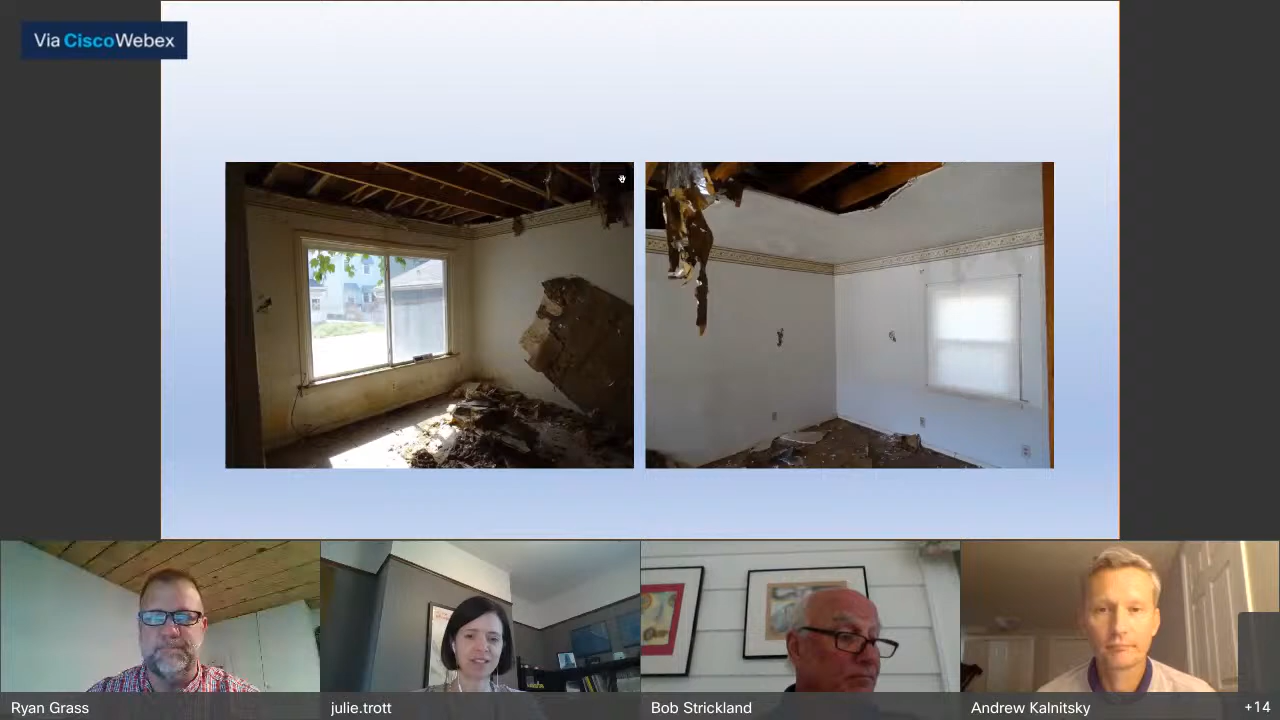 Via CiscoWebex
Ryan Grass
julie.trott
Bob Strickland
Andrew Kalnitsky
+14